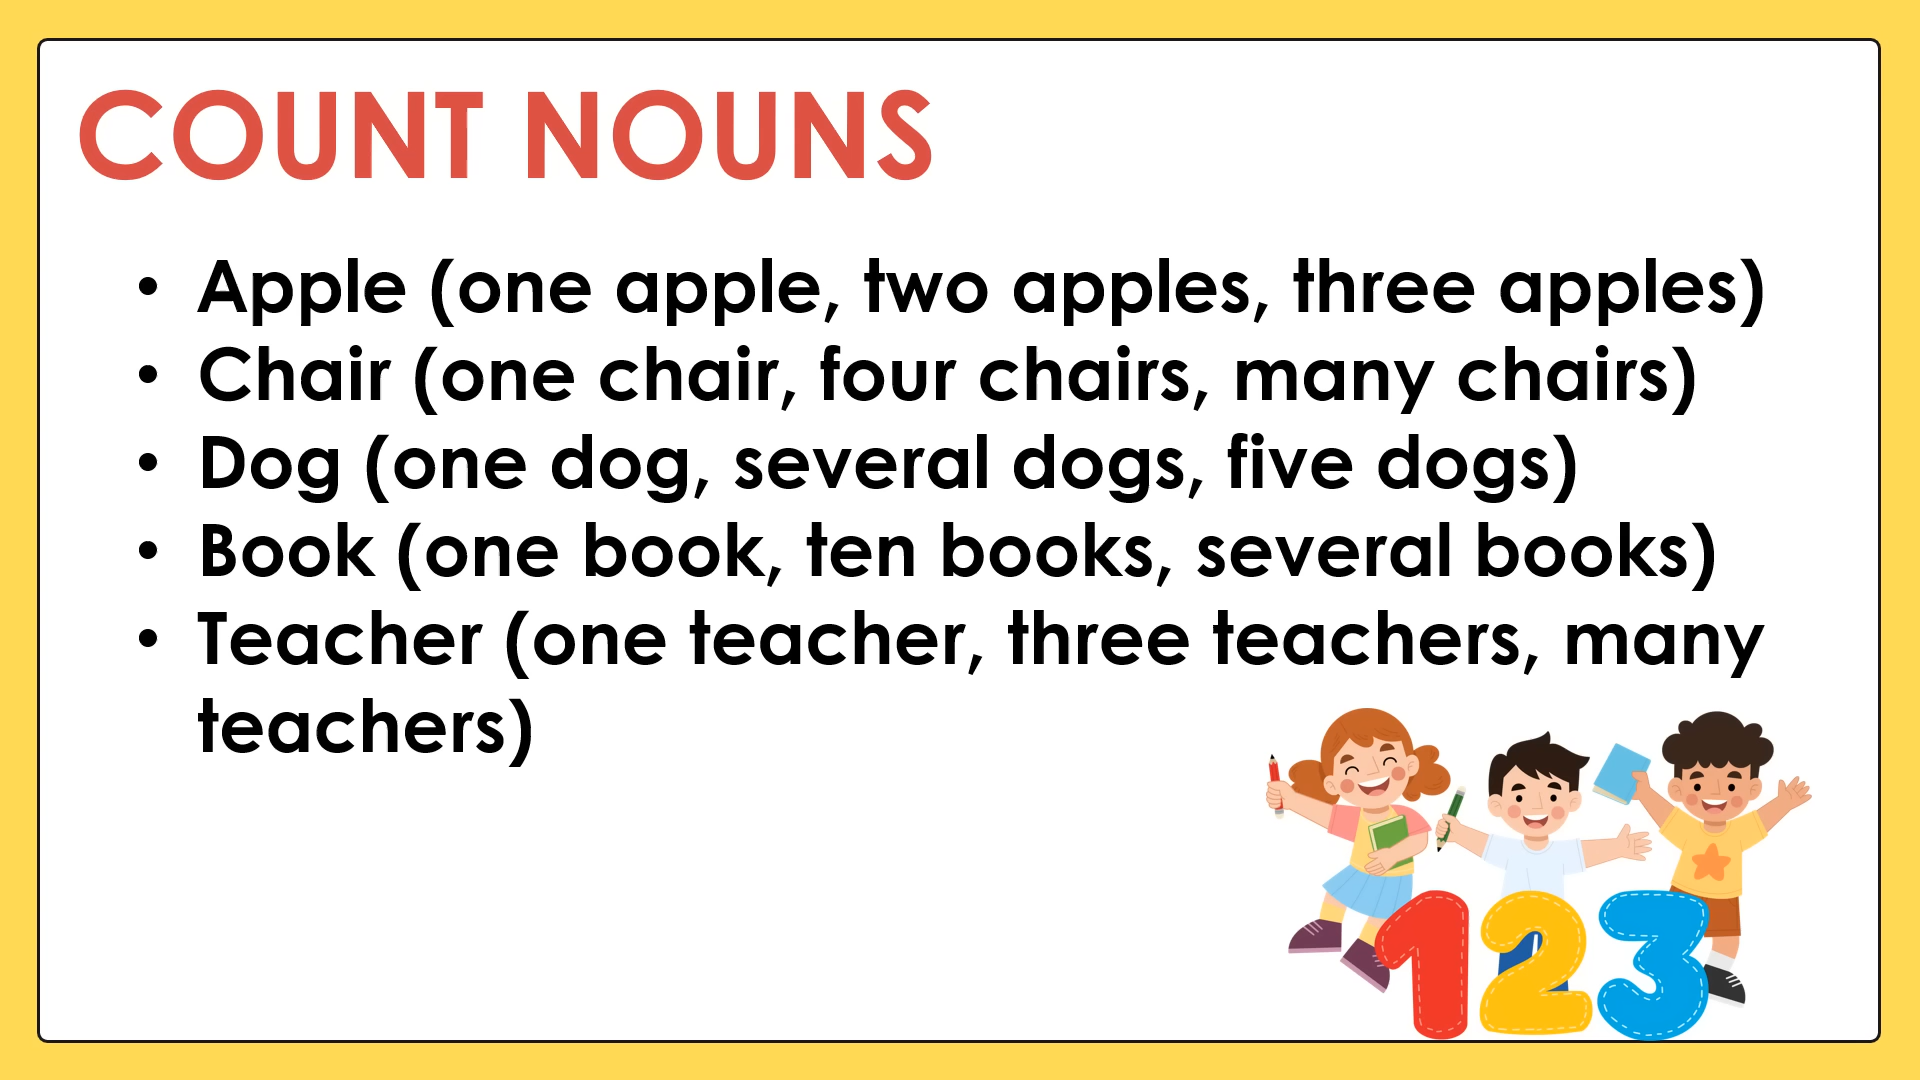 COUNT NOUNS
• Apple (one apple, two apples, three apples)
• Chair (one chair, four chairs, many chairs)
• Dog (one dog, several dogs, five dogs)
• Book (one book, ten books, several books)
• Teacher (one teacher, three teachers, many
teachers)
123